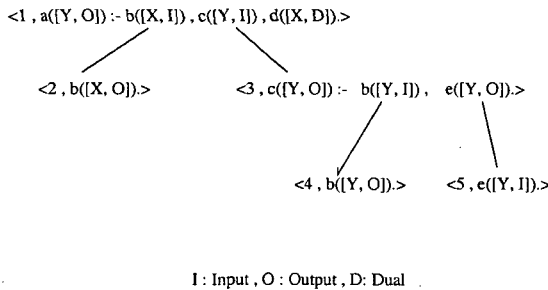 <1 , a([Y, O]) :- b([X, I]) , c([Y, I]) , d([X, D]).>
<2 , b([X, O]).>
<3 , c([Y, O]) :- b([Y, I]) , e([Y, O]).>
<4 , b([Y, O]).>
<5 , e([Y, I]).>
I : Input , O : Output , D: Dual